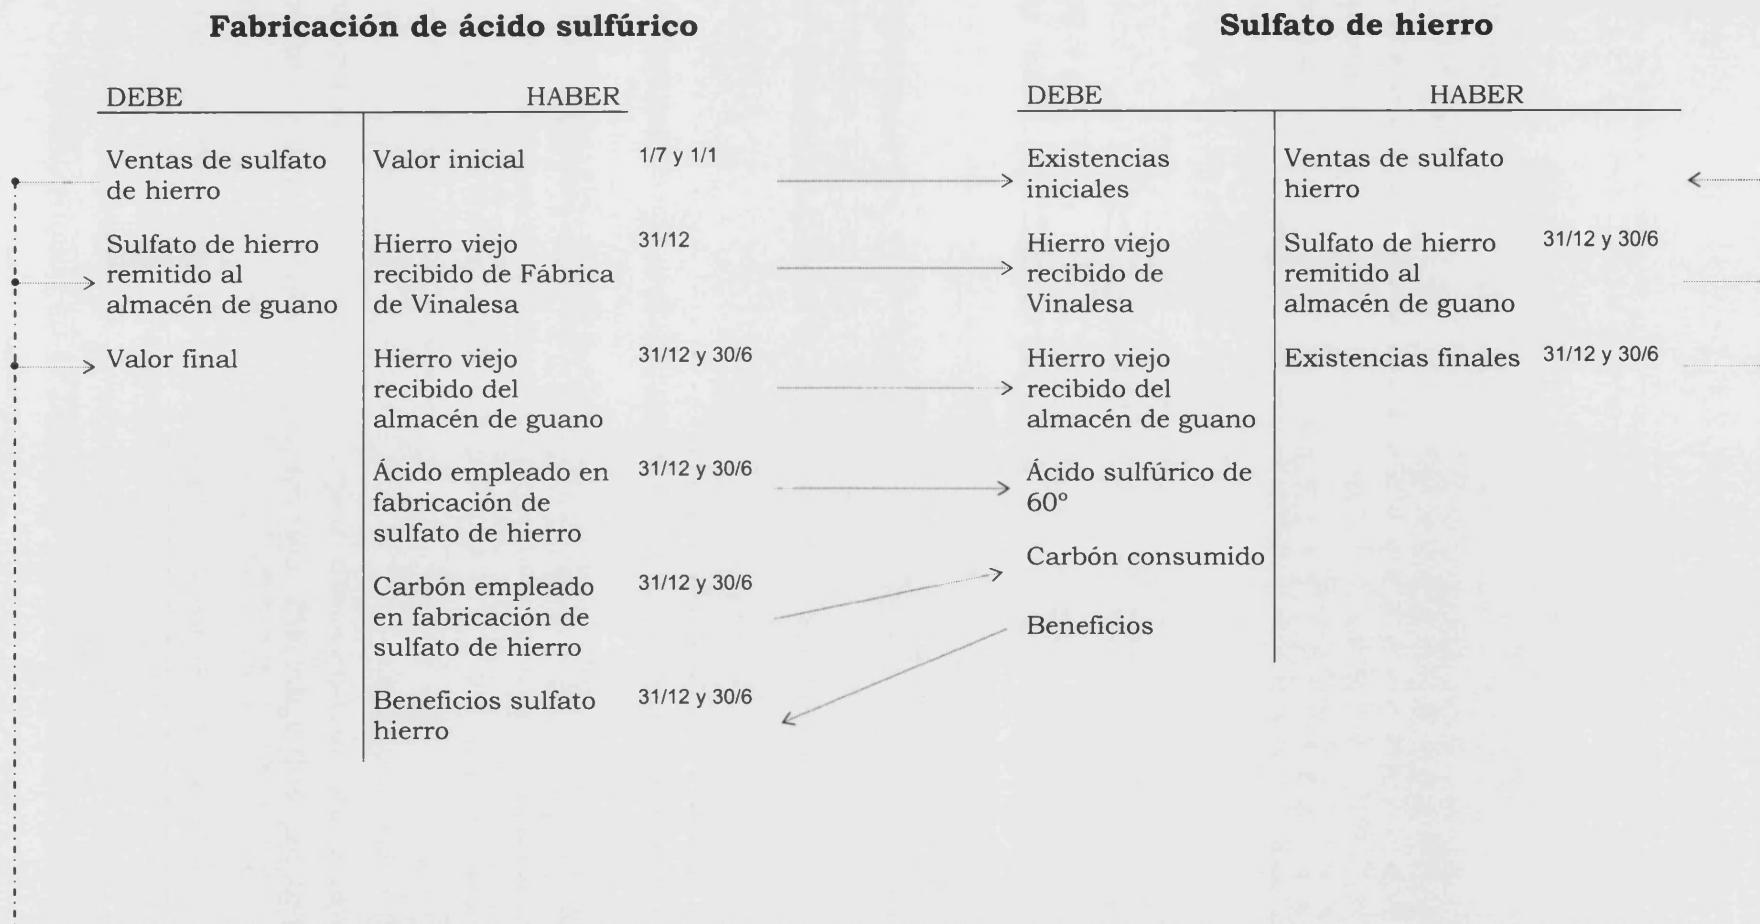 Fabricación de ácido sulfúrico
DEBE
HABER
Ventas de sulfato
de hierro
Sulfato de hierro
remitido al
almacén de guano
Valor final
Valor inicial
1/7 y 1/1
Hierro viejo
recibido de Fábrica
de Vinalesa
31/12
Hierro viejo
recibido del
almacén de guano
31/12 y 30/6
Ácido empleado en
fabricación de
sulfato de hierro
31/12 y 30/6
Carbón empleado
en fabricación de
sulfato de hierro
31/12 y 30/6
Beneficios sulfato
hierro
31/12 y 30/6
Sulfato de hierro
DEBE
HABER
Existencias
iniciales
Hierro viejo
recibido de
Vinalesa
Hierro viejo
recibido del
almacén de guano
Ácido sulfúrico de
60º
Carbón consumido
Beneficios
Ventas de sulfato
hierro
Sulfato de hierro
remitido al
almacén de guano
31/12 y 30/6
Existencias finales
31/12 y 30/6